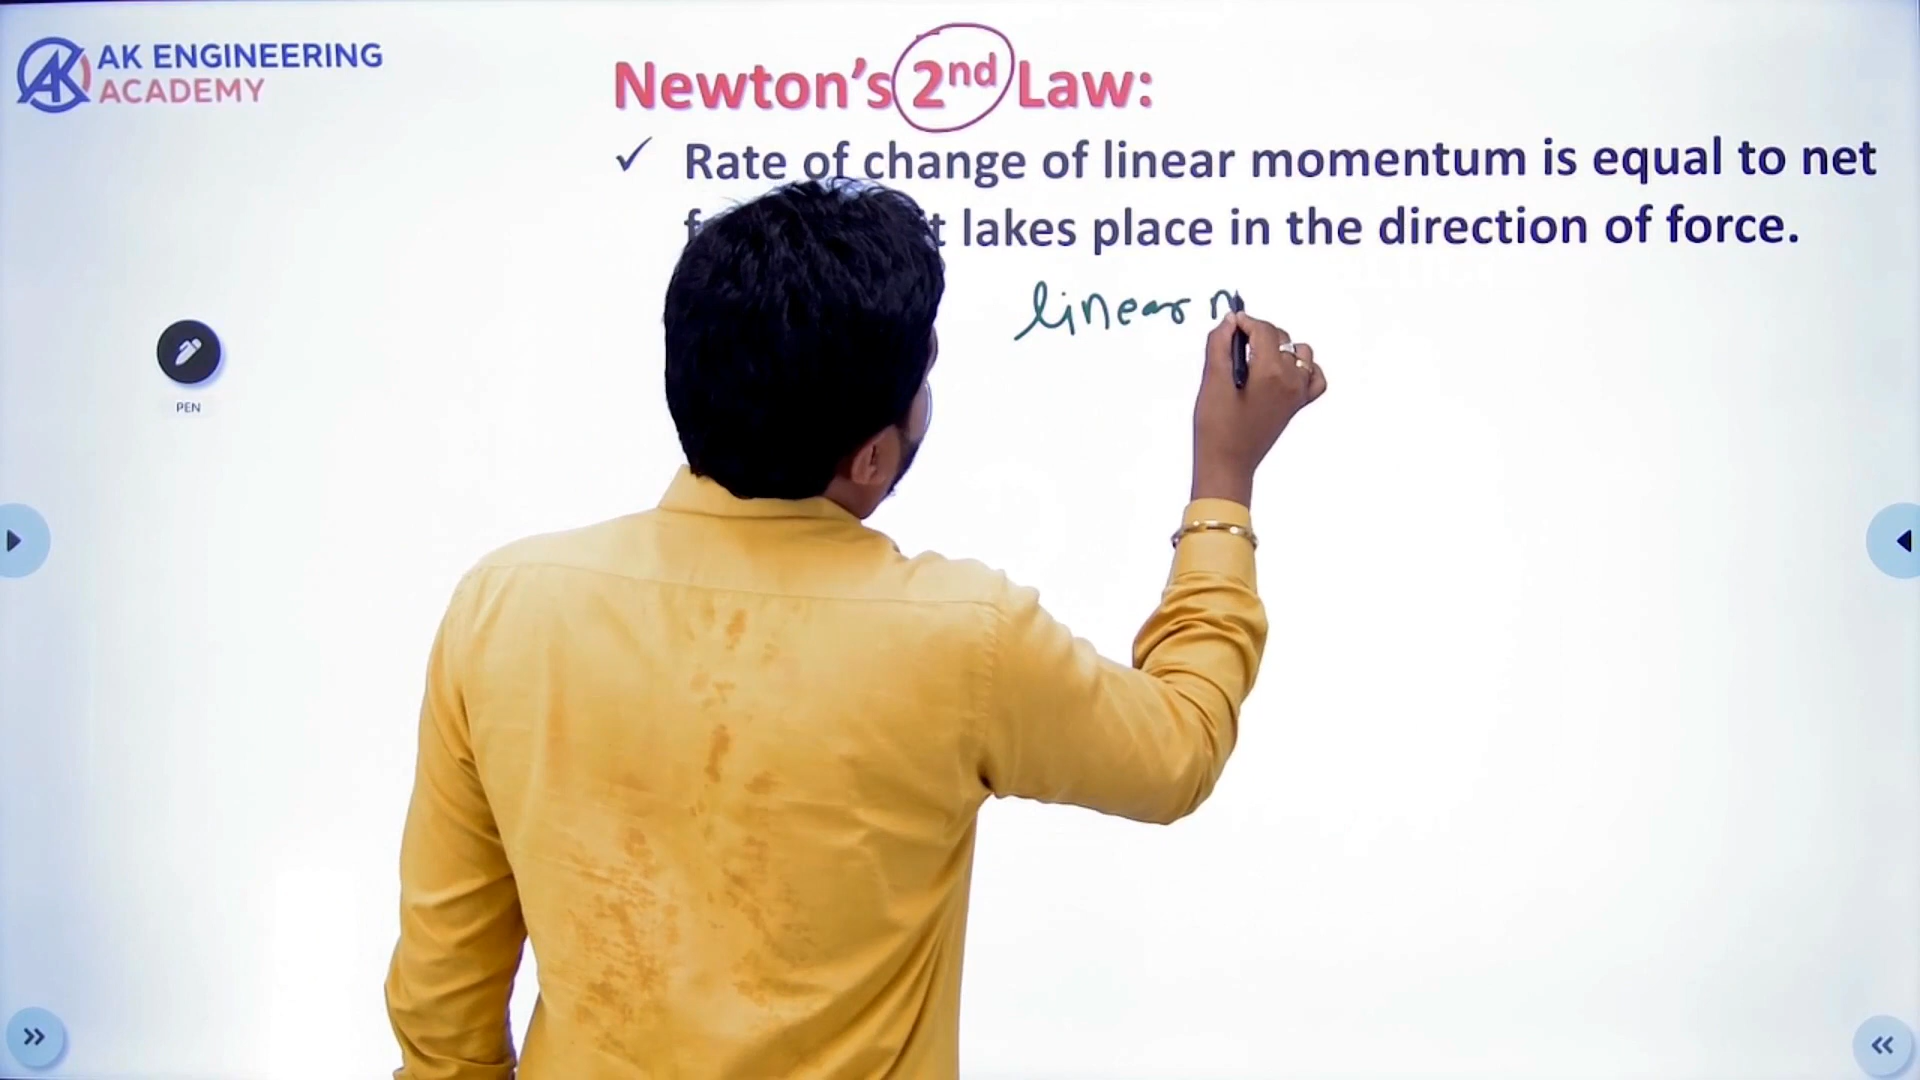 AK ENGINEERING
ACADEMY
Newton's 2nd Law:
✓ Rate of change of linear momentum is equal to net
lakes place in the direction of force.
linear
PEN